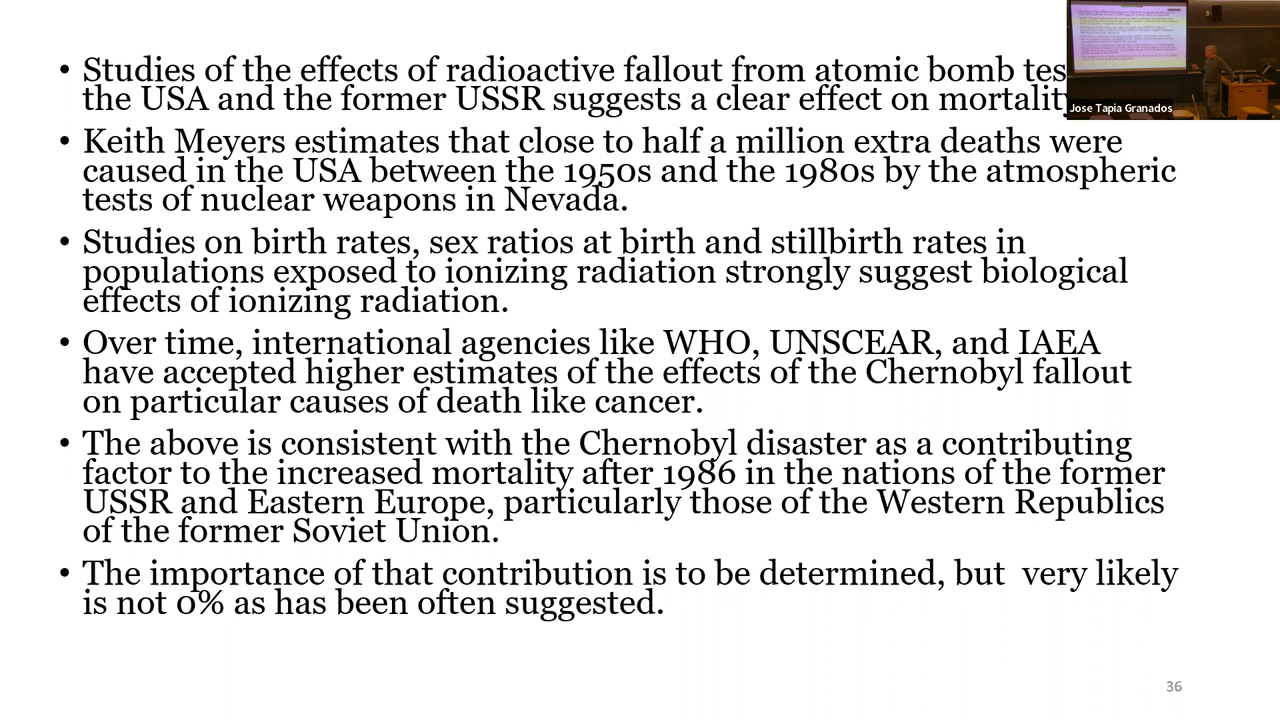 • Studies of the effects of radioactive fallout from atomic bomb tes
the USA and the former USSR suggests a clear effect on mortality
• Keith Meyers estimates that close to half a million extra deaths were
caused in the USA between the 1950s and the 1980s by the atmospheric
tests of nuclear weapons in Nevada.
• Studies on birth rates, sex ratios at birth and stillbirth rates in
populations exposed to ionizing radiation strongly suggest biological
effects of ionizing radiation.
• Over time, international agencies like WHO, UNSCEAR, and IAEA
have accepted higher estimates of the effects of the Chernobyl fallout
on particular causes of death like cancer.
• The above is consistent with the Chernobyl disaster as a contributing
factor to the increased mortality after 1986 in the nations of the former
USSR and Eastern Europe, particularly those of the Western Republics
of the former Soviet Union.
• The importance of that contribution is to be determined, but  very likely
is not 0% as has been often suggested.
Jose Tapia Granados
36